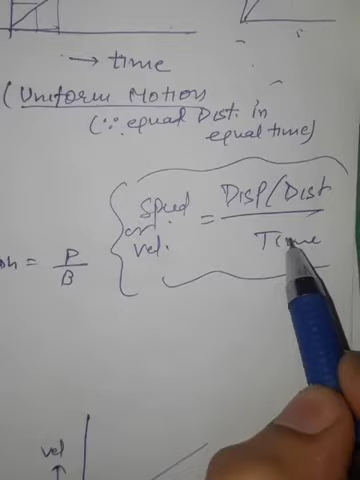 → time
(Uniform Motion
(∵ equal Dist. in
equal time)
Speed or vel. = Disp/Dist
Time
= P
B
vel